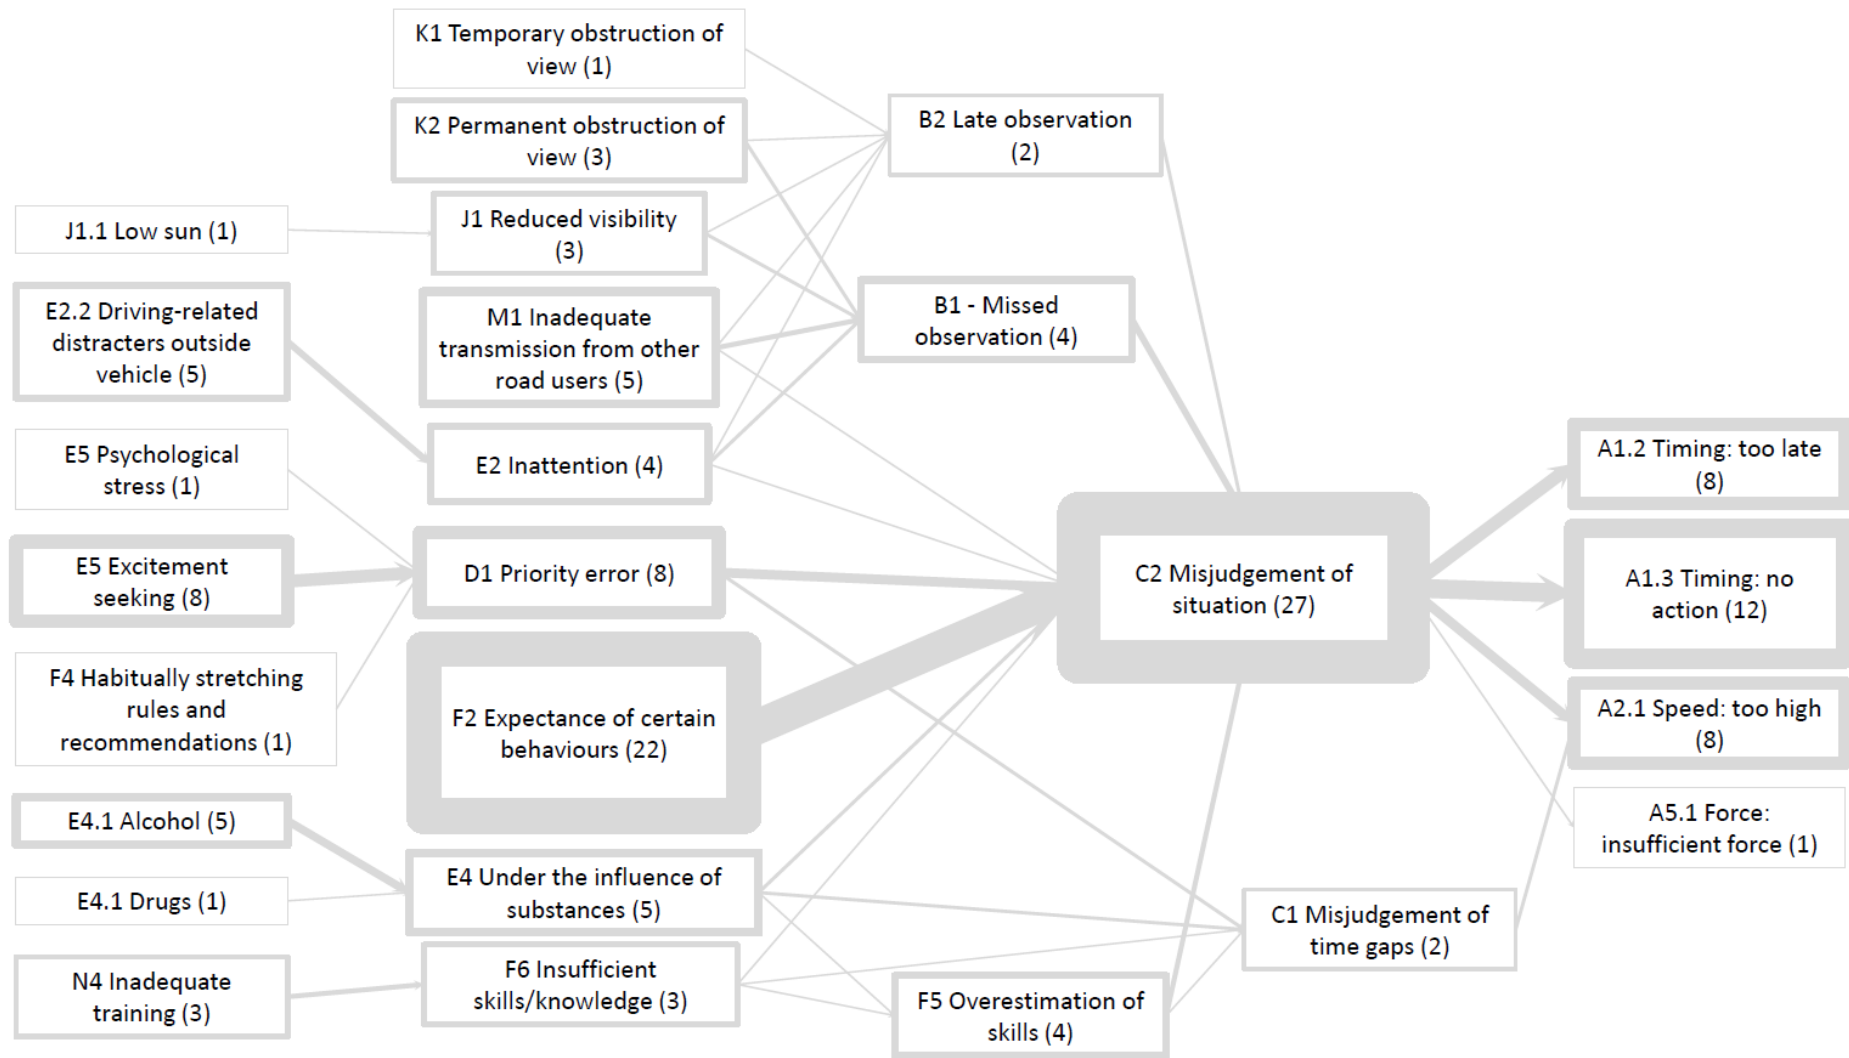 K1 Temporary obstruction of
view (1)
K2 Permanent obstruction of
view (3)
B2 Late observation
(2)
J1.1 Low sun (1)
J1 Reduced visibility
(3)
E2.2 Driving-related
distracters outside
vehicle (5)
M1 Inadequate
transmission from other
road users (5)
B1 - Missed
observation (4)
E5 Psychological
stress (1)
E2 Inattention (4)
A1.2 Timing: too late
(8)
E5 Excitement
seeking (8)
D1 Priority error (8)
C2 Misjudgement of
situation (27)
A1.3 Timing: no
action (12)
F4 Habitually stretching
rules and
recommendations (1)
F2 Expectance of certain
behaviours (22)
A2.1 Speed: too high
(8)
E4.1 Alcohol (5)
A5.1 Force:
insufficient force (1)
E4.1 Drugs (1)
E4 Under the influence of
substances (5)
C1 Misjudgement of
time gaps (2)
N4 Inadequate
training (3)
F6 Insufficient
skills/knowledge (3)
F5 Overestimation of
skills (4)